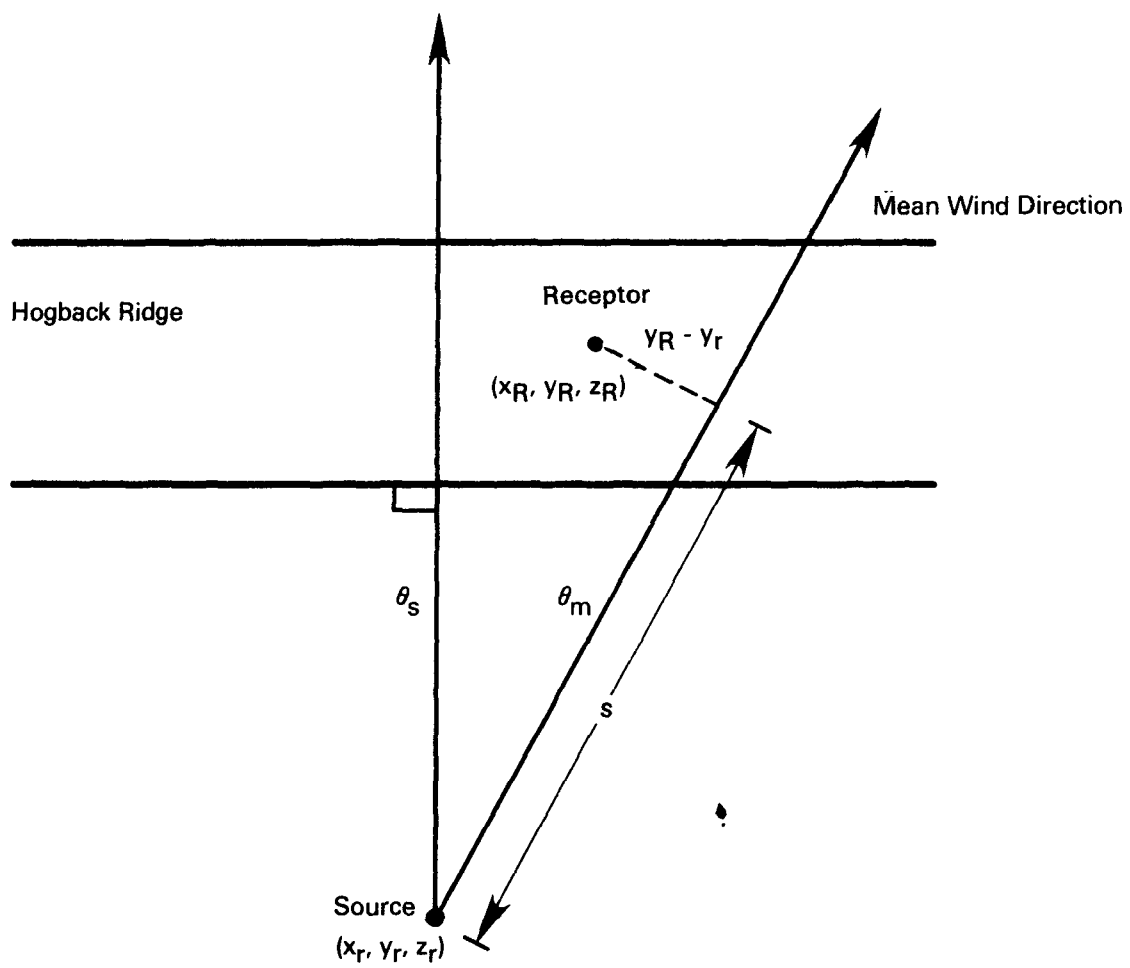 Mean Wind Direction
Receptor
Hogback Ridge
yR - yr
(xR, yR, zR)
θs
θm
s
Source
(xr, yr, zr)